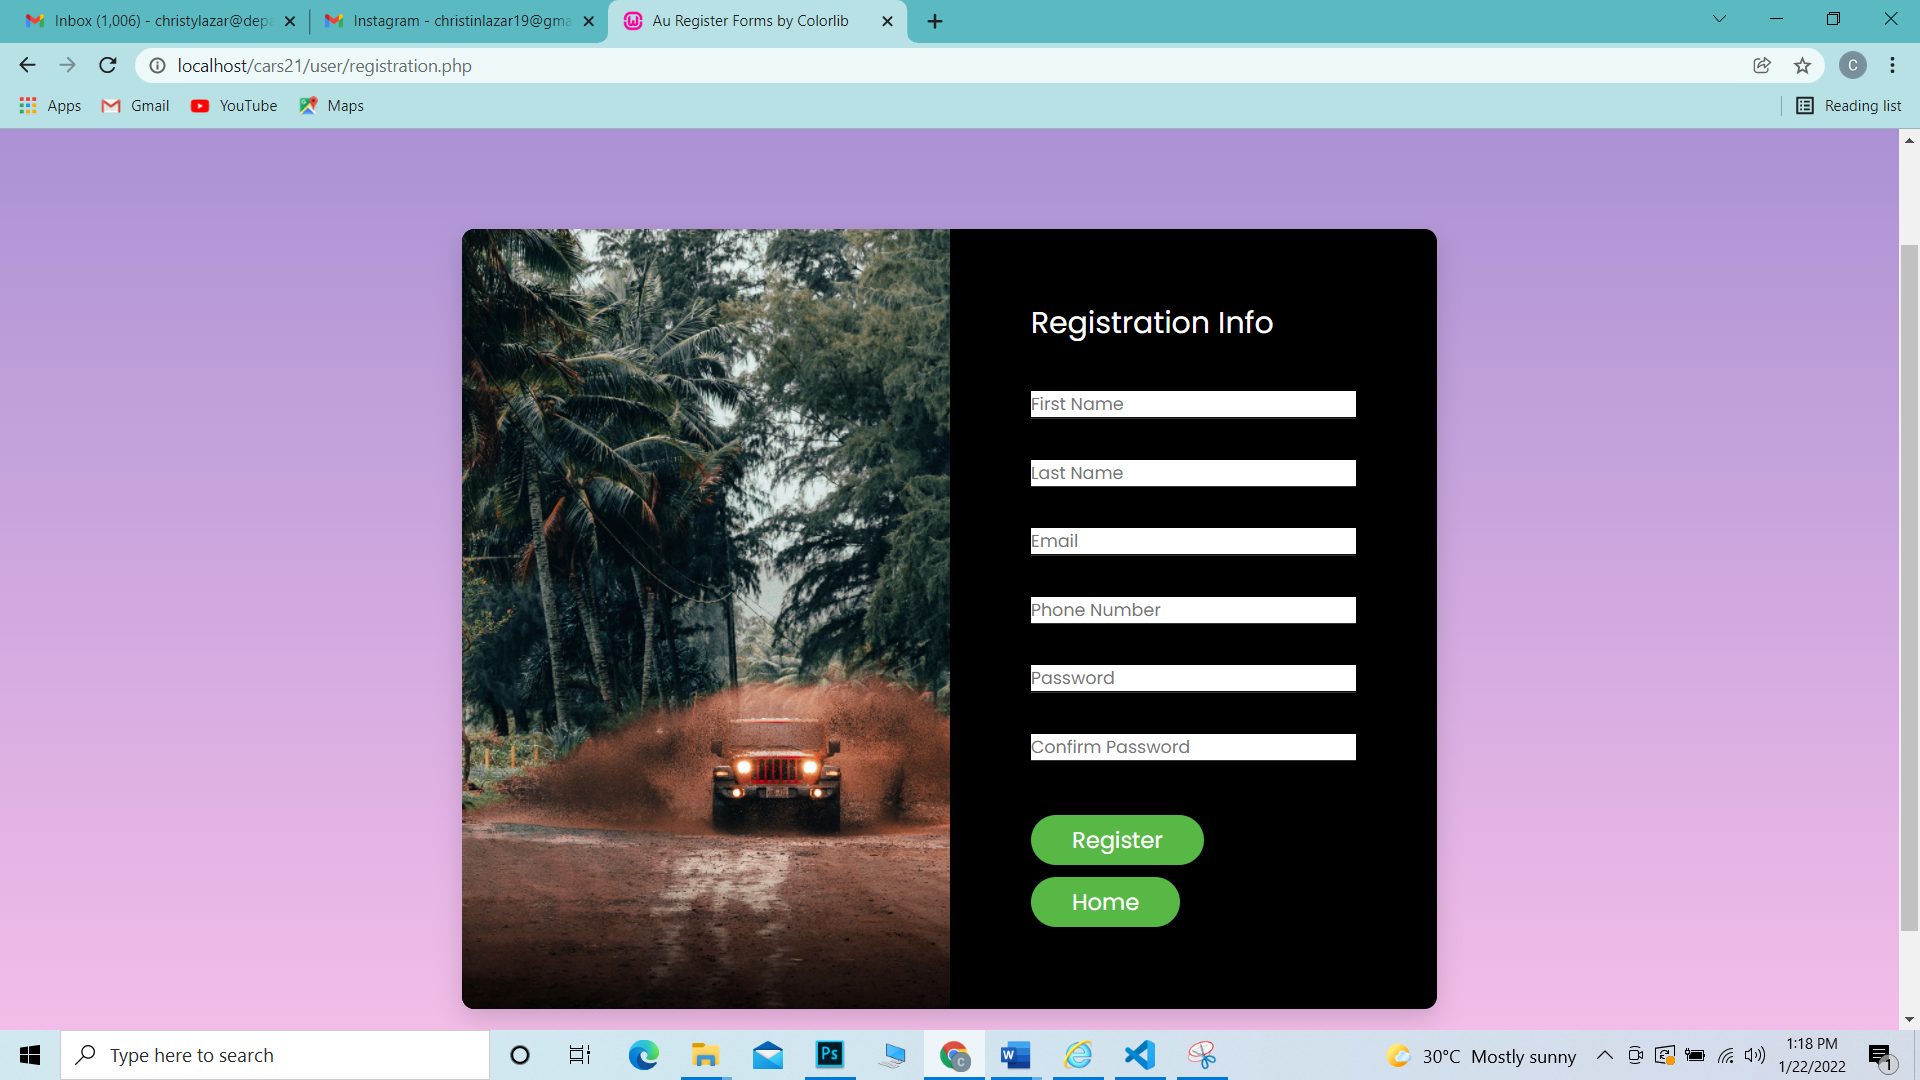 Inbox (1,006) - christylazar@depa
Instagram - christinlazar19@gma
Au Register Forms by Colorlib
localhost/cars21/user/registration.php
C
Apps
Gmail
YouTube
Maps
Reading list
Registration Info
First Name
Last Name
Email
Phone Number
Password
Confirm Password
Register
Home
Type here to search
Ps
C
W
30°C Mostly sunny
1:18 PM
1/22/2022
1